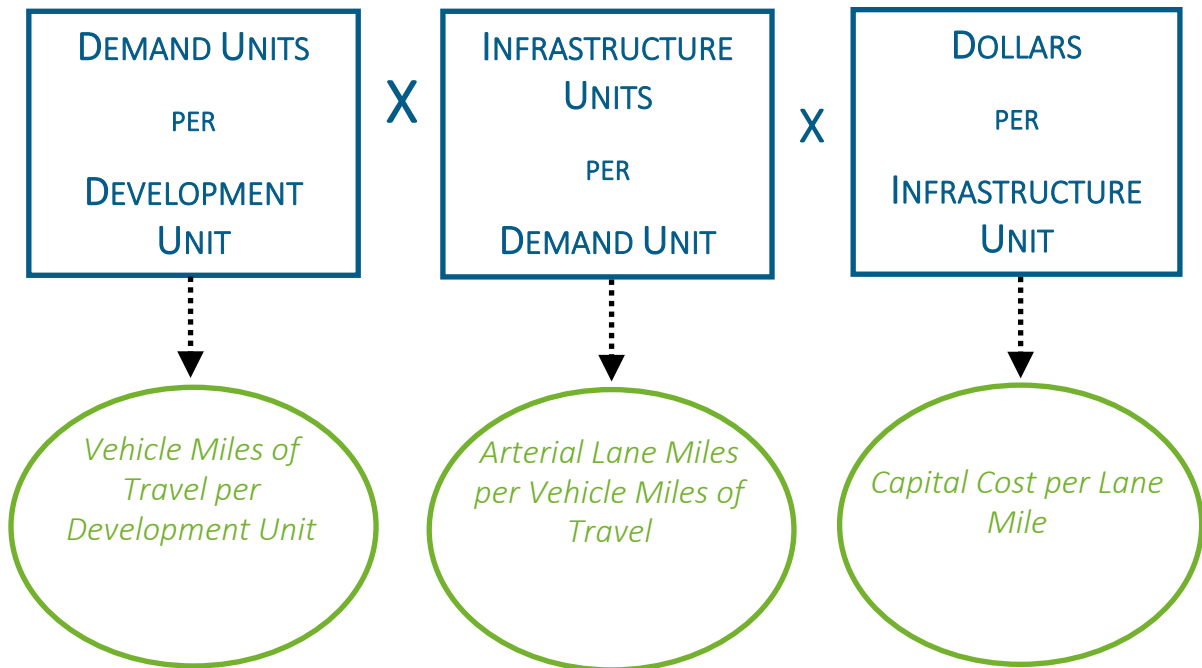 DEMAND UNITS
PER
DEVELOPMENT
UNIT
X
INFRASTRUCTURE
UNITS
PER
DEMAND UNIT
X
DOLLARS
PER
INFRASTRUCTURE
UNIT
Vehicle Miles of
Travel per
Development Unit
Arterial Lane Miles
per Vehicle Miles of
Travel
Capital Cost per Lane
Mile